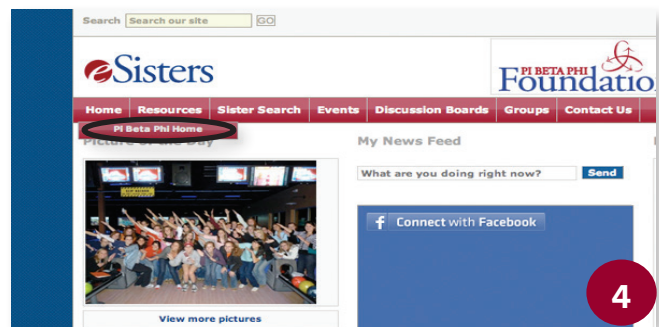 Search Search our site GO
eSisters
PI BETA PHI
Foundatio
Home Resources Sister Search Events Discussion Boards Groups Contact Us
Pi Beta Phi Home
Picture of the Day
My News Feed
What are you doing right now? Send
f Connect with Facebook
View more pictures
4